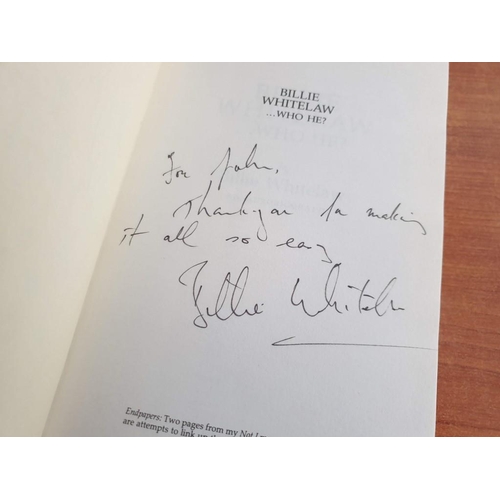 BILLIE
WHITELAW
...WHO HE?
For John,
Thank you for making
it all so easy
Billie Whitelaw
Endpapers: Two pages from my Not I
are attempts to link up